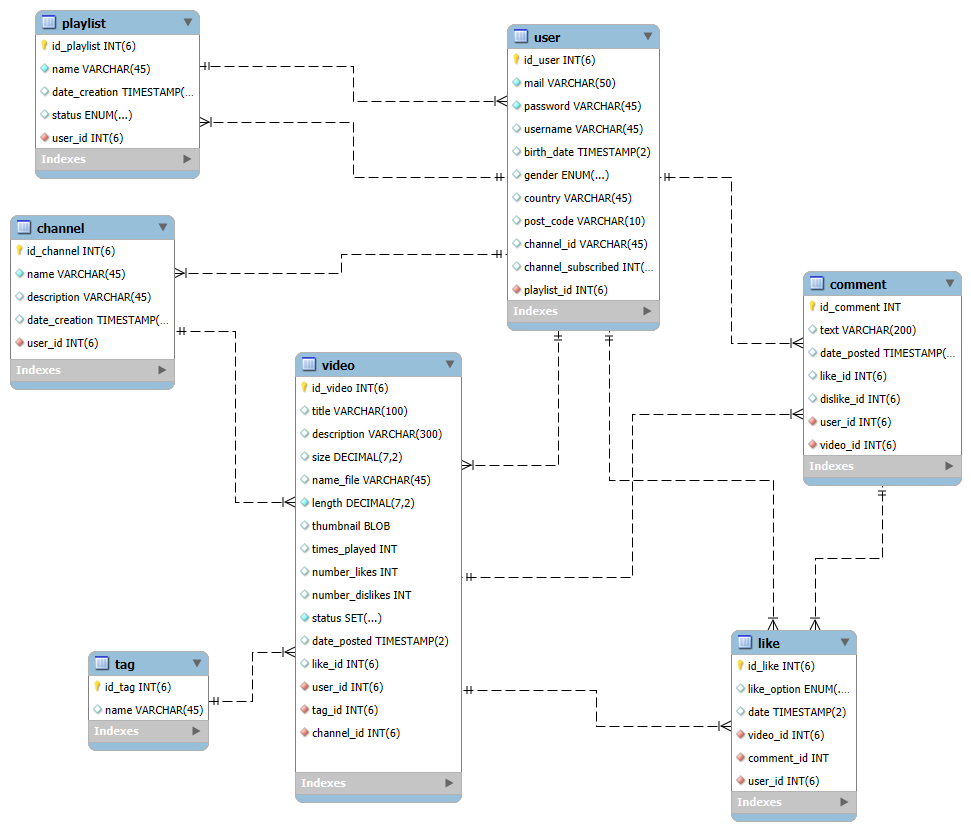 playlist
id_playlist INT(6)
name VARCHAR(45)
date_creation TIMESTAMP(...
status ENUM(...)
user_id INT(6)
Indexes
user
id_user INT(6)
mail VARCHAR(50)
password VARCHAR(45)
username VARCHAR(45)
birth_date TIMESTAMP(2)
gender ENUM(...)
country VARCHAR(45)
post_code VARCHAR(10)
channel_id VARCHAR(45)
channel_subscribed INT(...
playlist_id INT(6)
Indexes
channel
id_channel INT(6)
name VARCHAR(45)
description VARCHAR(45)
date_creation TIMESTAMP(...
user_id INT(6)
Indexes
comment
id_comment INT
text VARCHAR(200)
date_posted TIMESTAMP(...
like_id INT(6)
dislike_id INT(6)
user_id INT(6)
video_id INT(6)
Indexes
video
id_video INT(6)
title VARCHAR(100)
description VARCHAR(300)
size DECIMAL(7,2)
name_file VARCHAR(45)
length DECIMAL(7,2)
thumbnail BLOB
times_played INT
number_likes INT
number_dislikes INT
status SET(...)
date_posted TIMESTAMP(2)
like_id INT(6)
user_id INT(6)
tag_id INT(6)
channel_id INT(6)
Indexes
tag
id_tag INT(6)
name VARCHAR(45)
Indexes
like
id_like INT(6)
like_option ENUM(...
date TIMESTAMP(2)
video_id INT(6)
comment_id INT
user_id INT(6)
Indexes